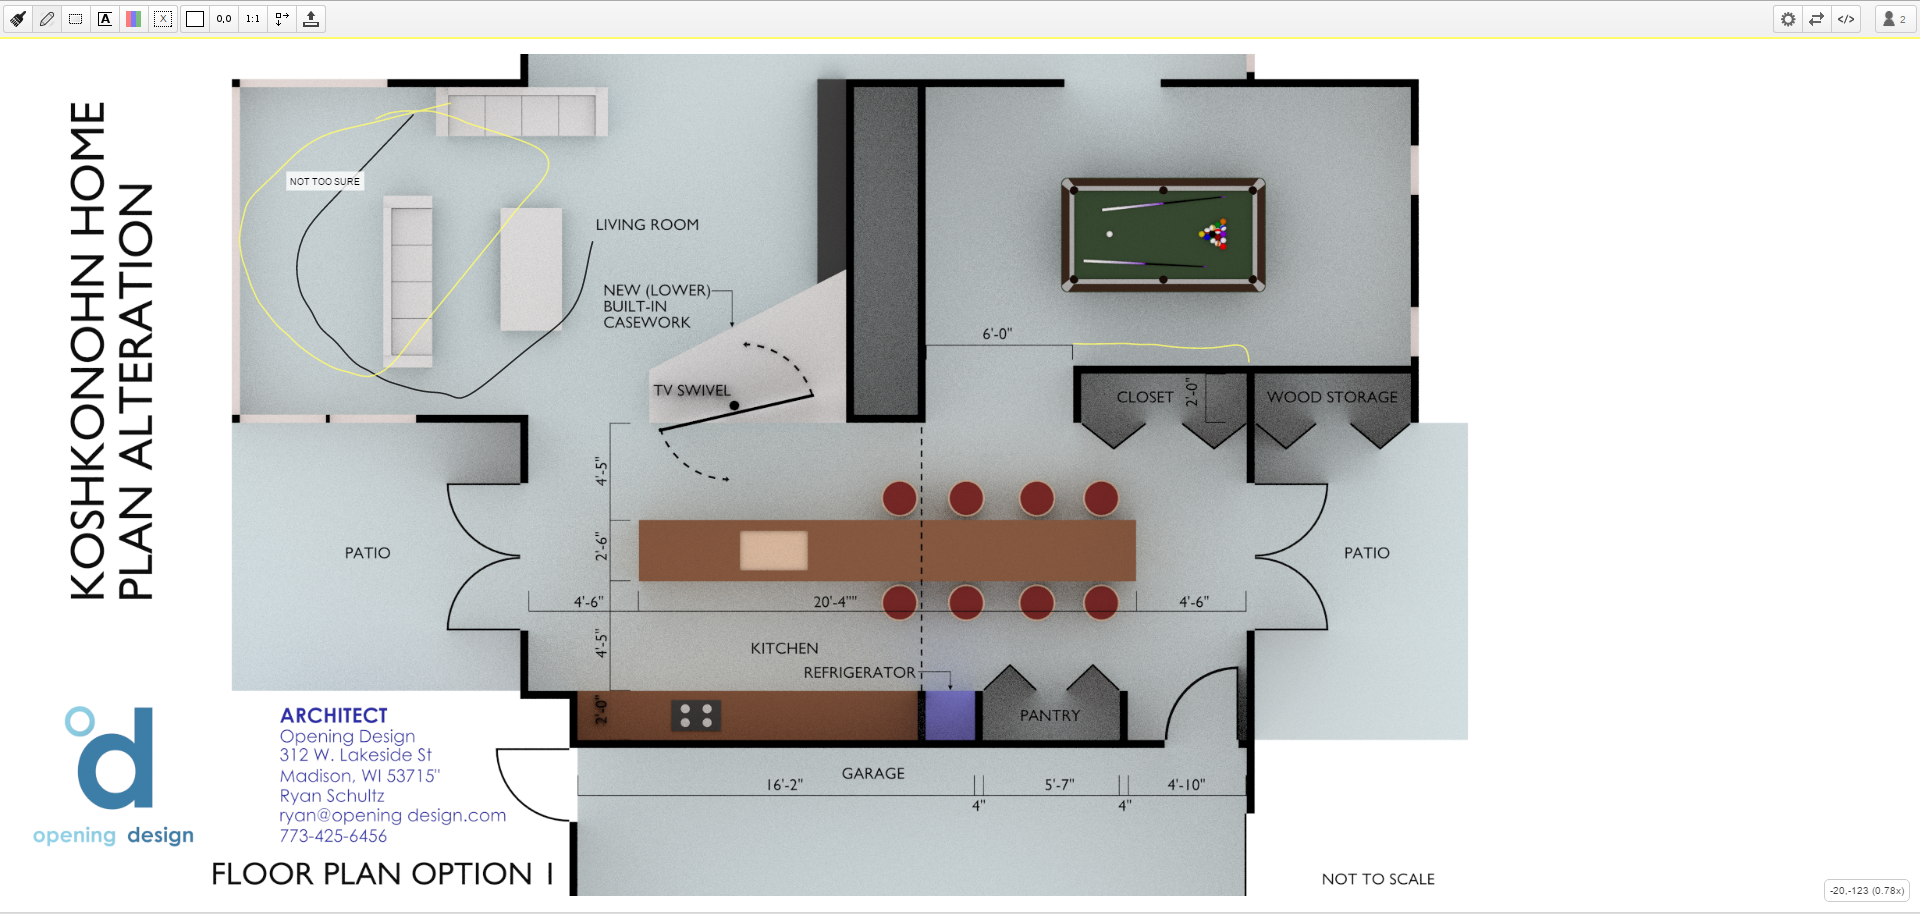 A
X
0,0
1:1
</>
2
KOSHKONOHN HOME
PLAN ALTERATION
NOT TOO SURE
LIVING ROOM
NEW (LOWER)
BUILT-IN
CASEWORK
TV SWIVEL
6'-0"
CLOSET
2'-0"
WOOD STORAGE
4'-5"
2'-6"
PATIO
PATIO
4'-6"
20'-4""
4'-6"
4'-5"
KITCHEN
REFRIGERATOR
2'-0"
PANTRY
GARAGE
16'-2"
5'-7"
4'-10"
4"
4"
d
opening design
ARCHITECT
Opening Design
312 W. Lakeside St
Madison, WI 53715"
Ryan Schultz
ryan@opening design.com
773-425-6456
FLOOR PLAN OPTION 1
NOT TO SCALE
-20,-123 (0.78x)